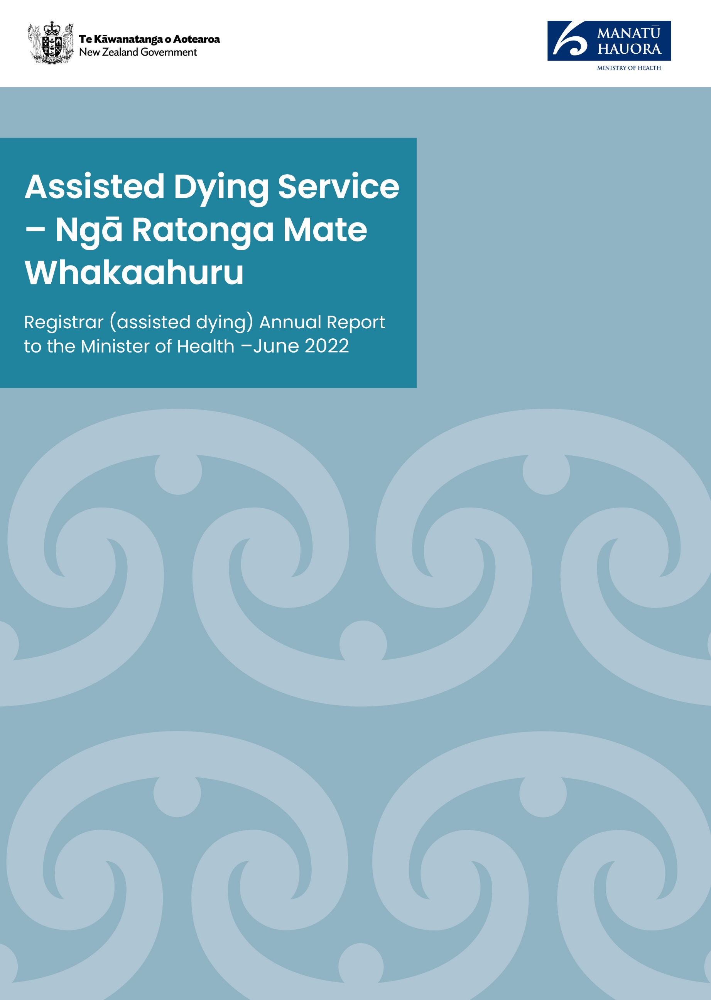 Te Kāwanatanga o Aotearoa
New Zealand Government
MANATŪ
HAUORA
MINISTRY OF HEALTH
Assisted Dying Service
– Ngā Ratonga Mate
Whakaahuru
Registrar (assisted dying) Annual Report
to the Minister of Health –June 2022